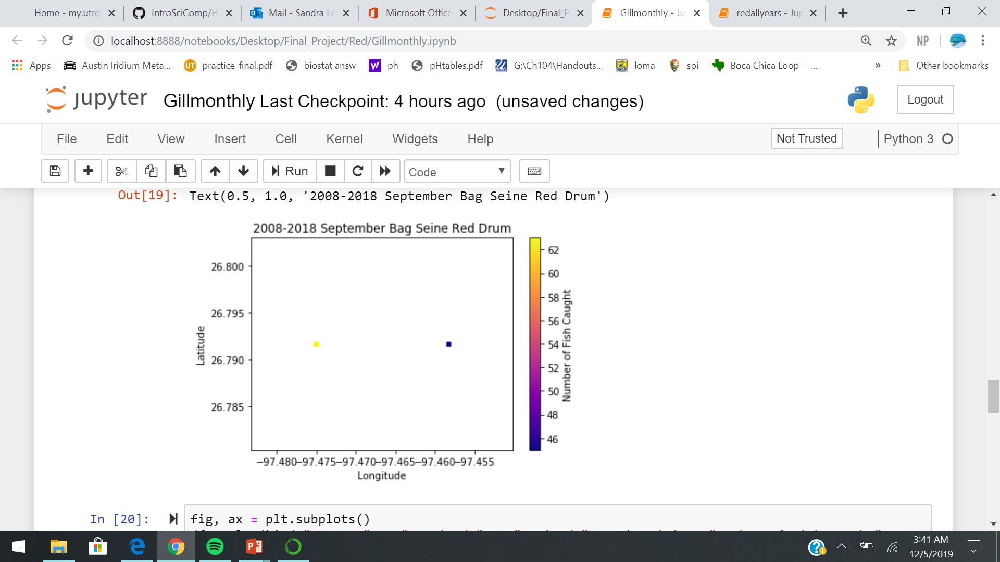 Home - my.utrg
IntroSciComp/H
Mail - Sandra Le
Microsoft Office
Desktop/Final_P
Gillmonthly - Ju
redallyears - Jup
localhost:8888/notebooks/Desktop/Final_Project/Red/Gillmonthly.ipynb
NP
Apps
Austin Iridium Meta...
UT practice-final.pdf
biostat answ
y! ph
pHtables.pdf
G:\Ch104\Handouts...
loma
spi
Boca Chica Loop —...
»
Other bookmarks
jupyter Gillmonthly Last Checkpoint: 4 hours ago (unsaved changes)
Logout
File Edit View Insert Cell Kernel Widgets Help
Not Trusted
Python 3
Run
Code
Out[19]: Text(0.5, 1.0, '2008-2018 September Bag Seine Red Drum')
2008-2018 September Bag Seine Red Drum
26.800
26.795
26.790
26.785
Latitude
−97.480 −97.475 −97.470 −97.465 −97.460 −97.455
Longitude
62
60
58
56
54
52
50
48
46
Number of Fish Caught
In [20]: fig, ax = plt.subplots()
3:41 AM
12/5/2019